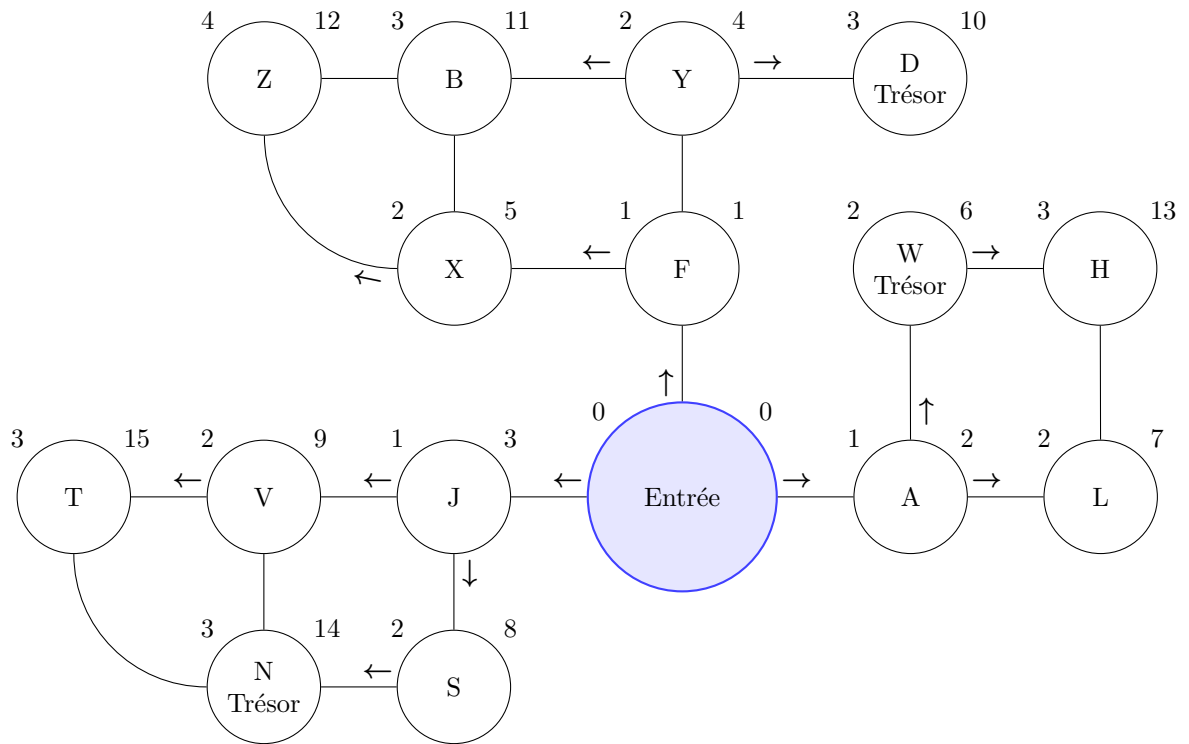 4 12 3 11 2 4 3 10
Z B ← Y → D
Trésor
2 5 1 1 2 6 3 13
← X ← F W → H
Trésor
↑ ↑
0 0
3 15 2 9 1 3 1 2 2 7
T ← V ← J ← Entrée → A → L
↓
3 14 2 8
N ← S
Trésor